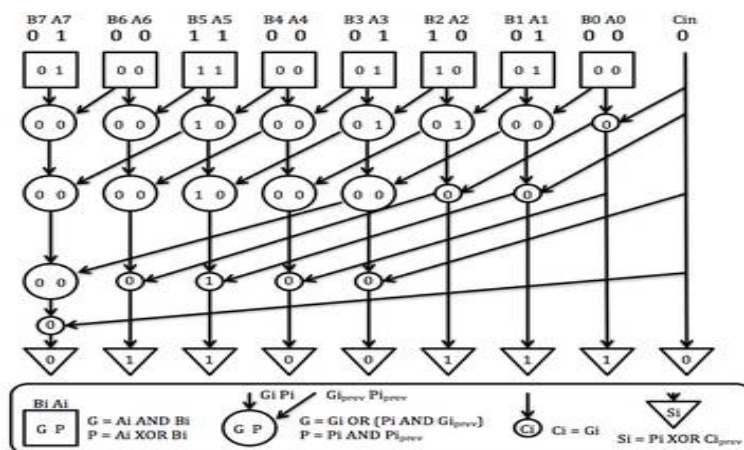 B7 A7 B6 A6 B5 A5 B4 A4 B3 A3 B2 A2 B1 A1 B0 A0 Cin
0 1 0 0 1 1 0 0 0 1 1 0 0 1 0 0 0
0 1 0 0 1 1 0 0 0 1 1 0 0 1 0 0
0 0 0 0 1 0 0 0 0 1 0 1 0 0 0
0 0 0 0 1 0 0 0 0 0 0 0
0 0 0 1 0 0
0
0 1 1 0 0 1 1 1 0
Gi Pi Giprev Piprev
Bi Ai
G P G = Ai AND Bi
P = Ai XOR Bi
G P G = Gi OR (Pi AND Giprev)
P = Pi AND Piprev
Ci Ci = Gi
Si
Si = Pi XOR Ciprev